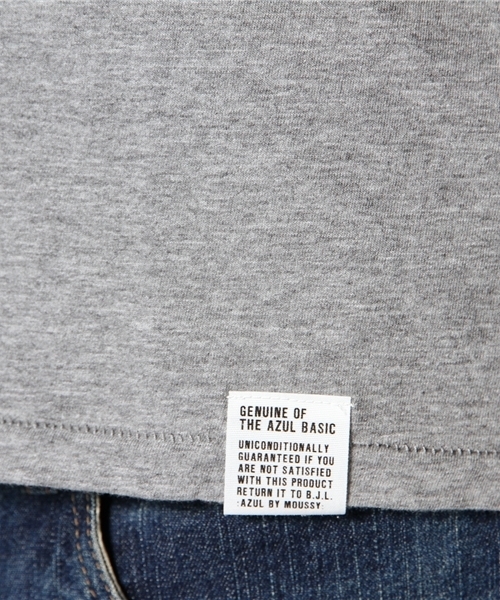 GENUINE OF
THE AZUL BASIC
UNICONDITIONALLY
GUARANTEED IF YOU
ARE NOT SATISFIED
WITH THIS PRODUCT
RETURN IT TO B.J.L.
AZUL BY MOUSSY